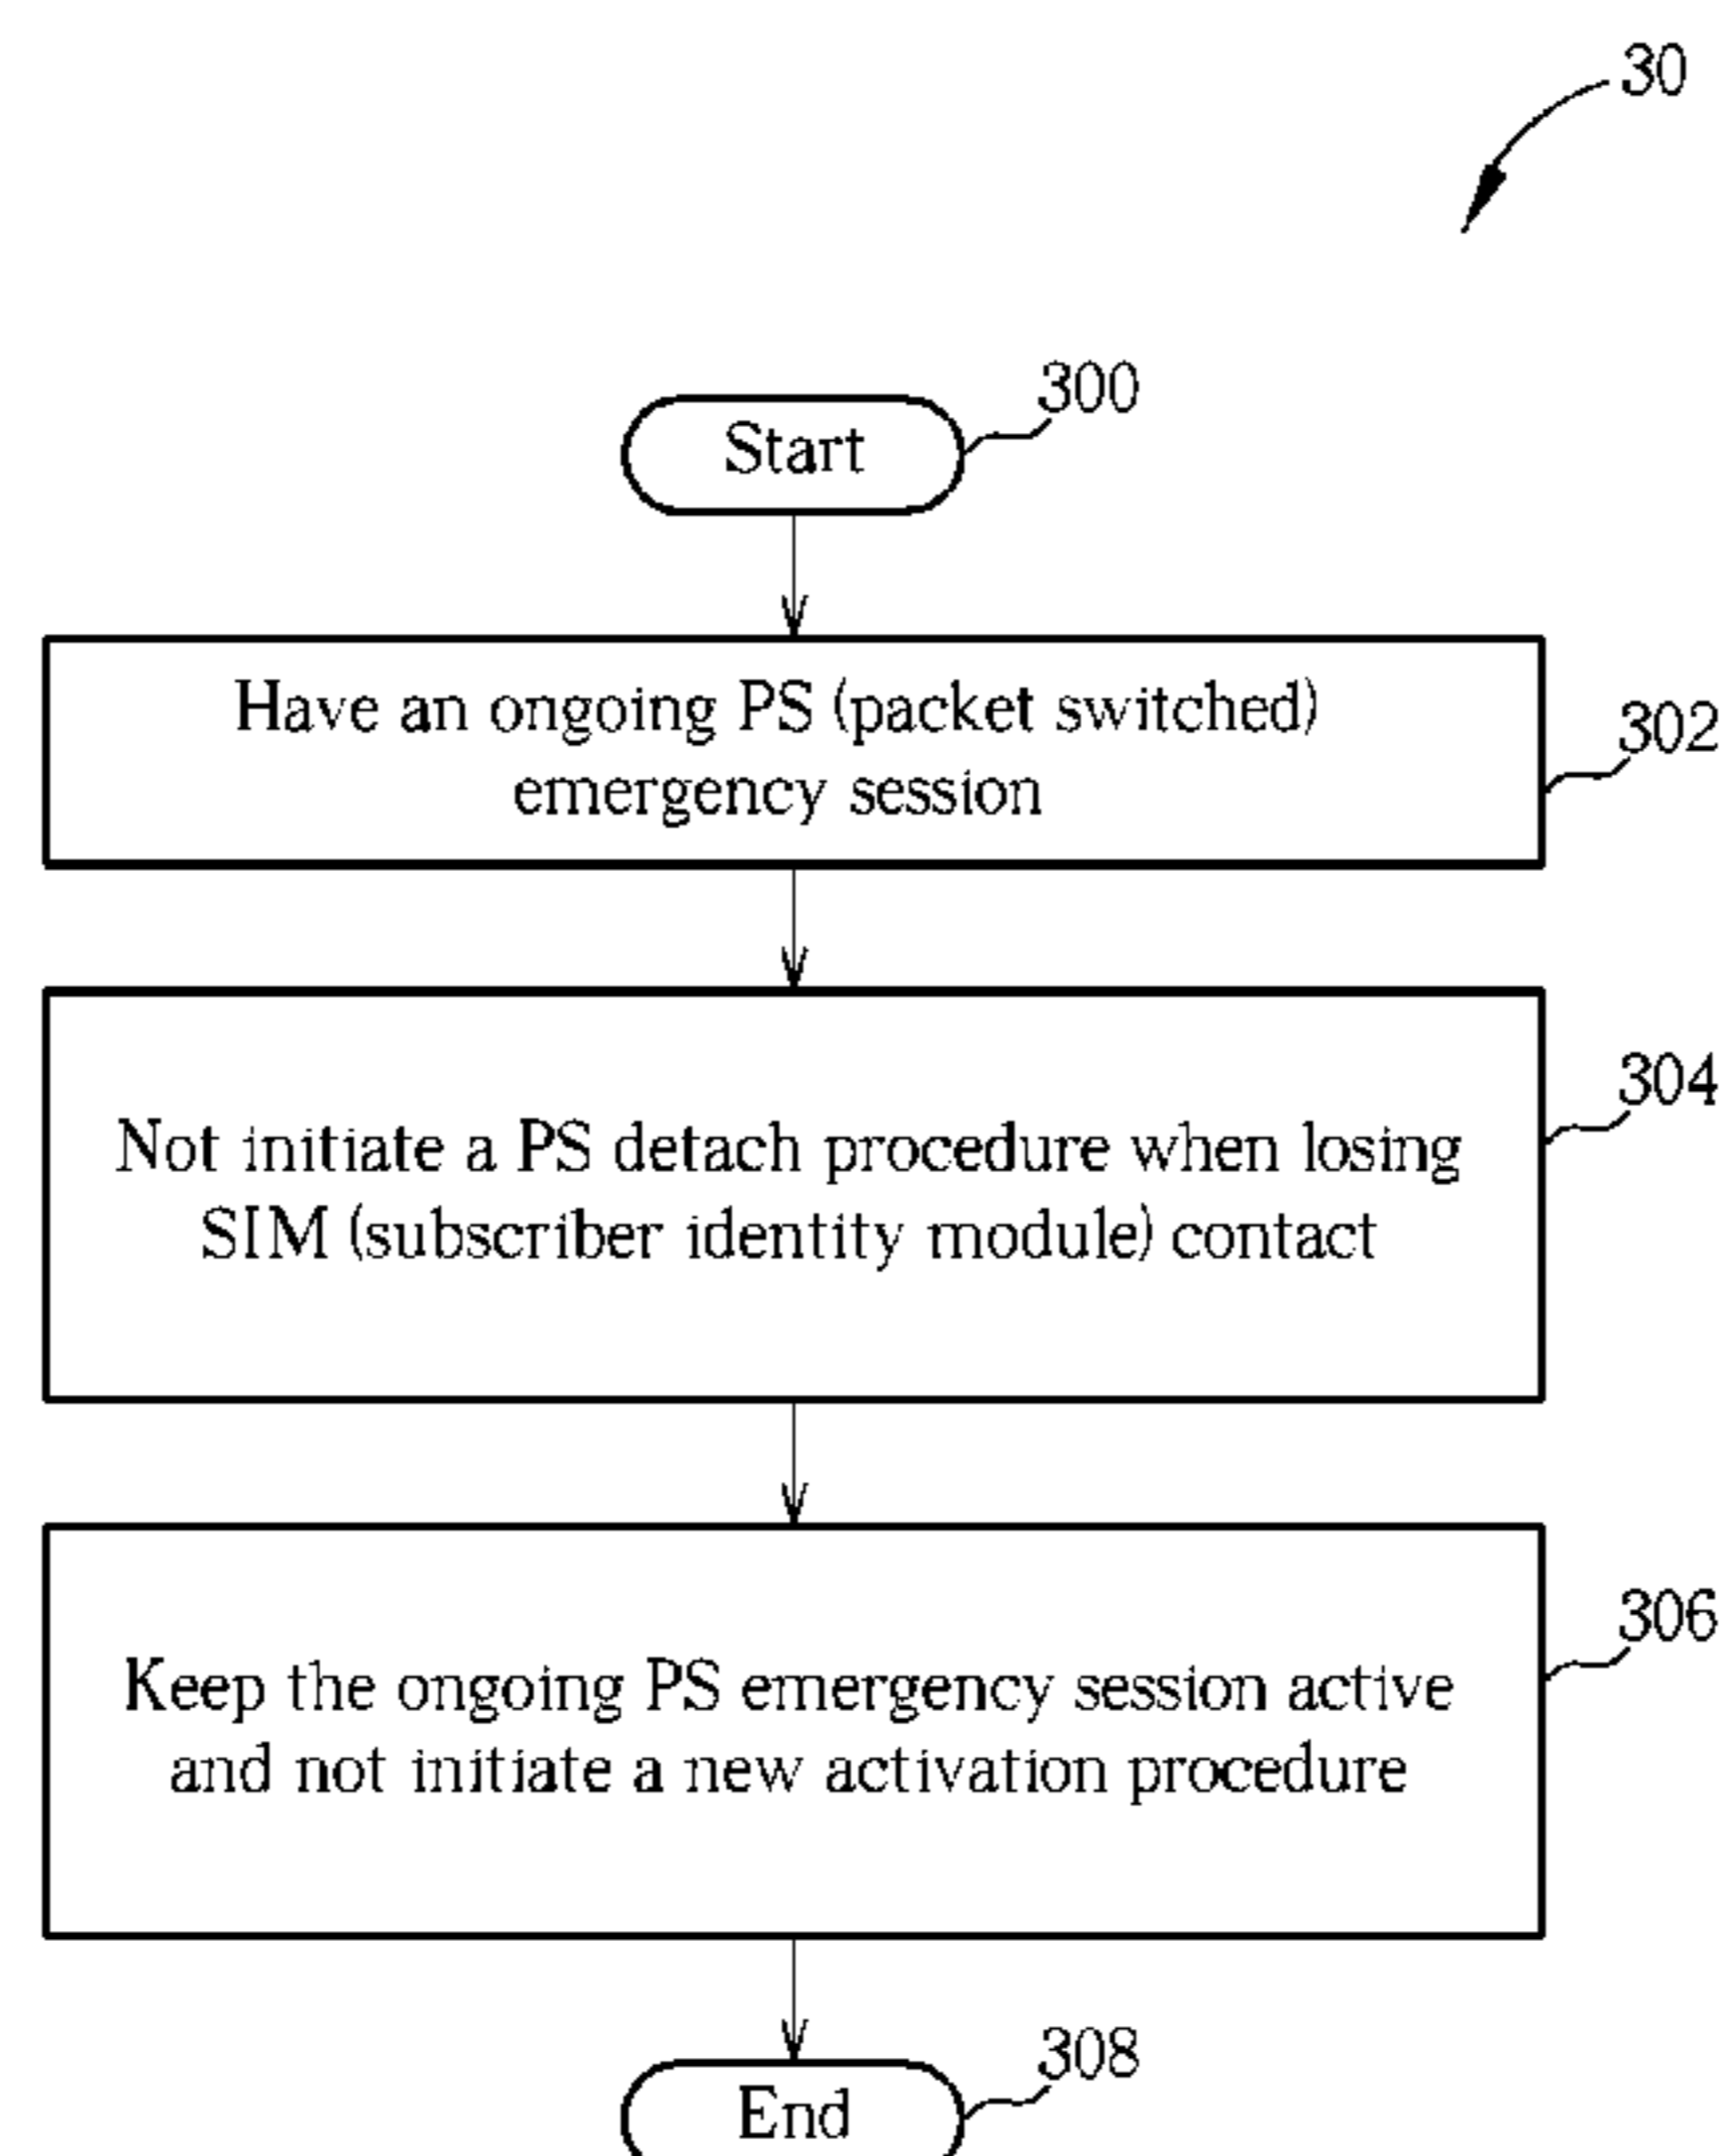 30
300
Start
Have an ongoing PS (packet switched)
emergency session
302
304
Not initiate a PS detach procedure when losing
SIM (subscriber identity module) contact
306
Keep the ongoing PS emergency session active
and not initiate a new activation procedure
308
End